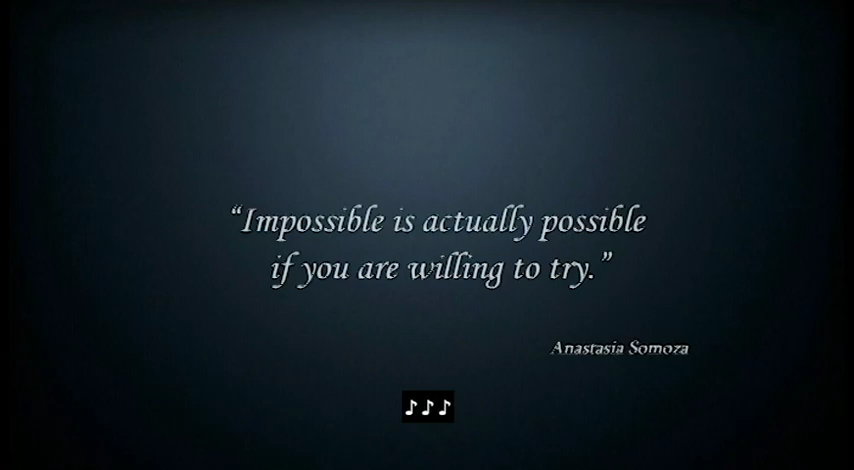 “Impossible is actually possible
if you are willing to try.”
Anastasia Somoza
♪♪♪